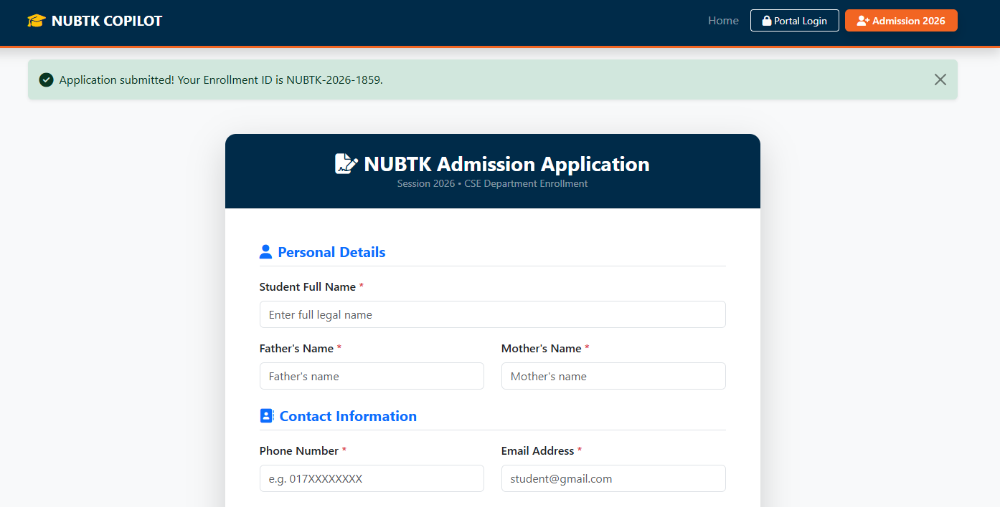 NUBTK COPILOT
Home
Portal Login
Admission 2026
Application submitted! Your Enrollment ID is NUBTK-2026-1859.
NUBTK Admission Application
Session 2026 • CSE Department Enrollment
Personal Details
Student Full Name *
Enter full legal name
Father's Name * Mother's Name *
Father's name Mother's name
Contact Information
Phone Number * Email Address *
e.g. 017XXXXXXXX student@gmail.com